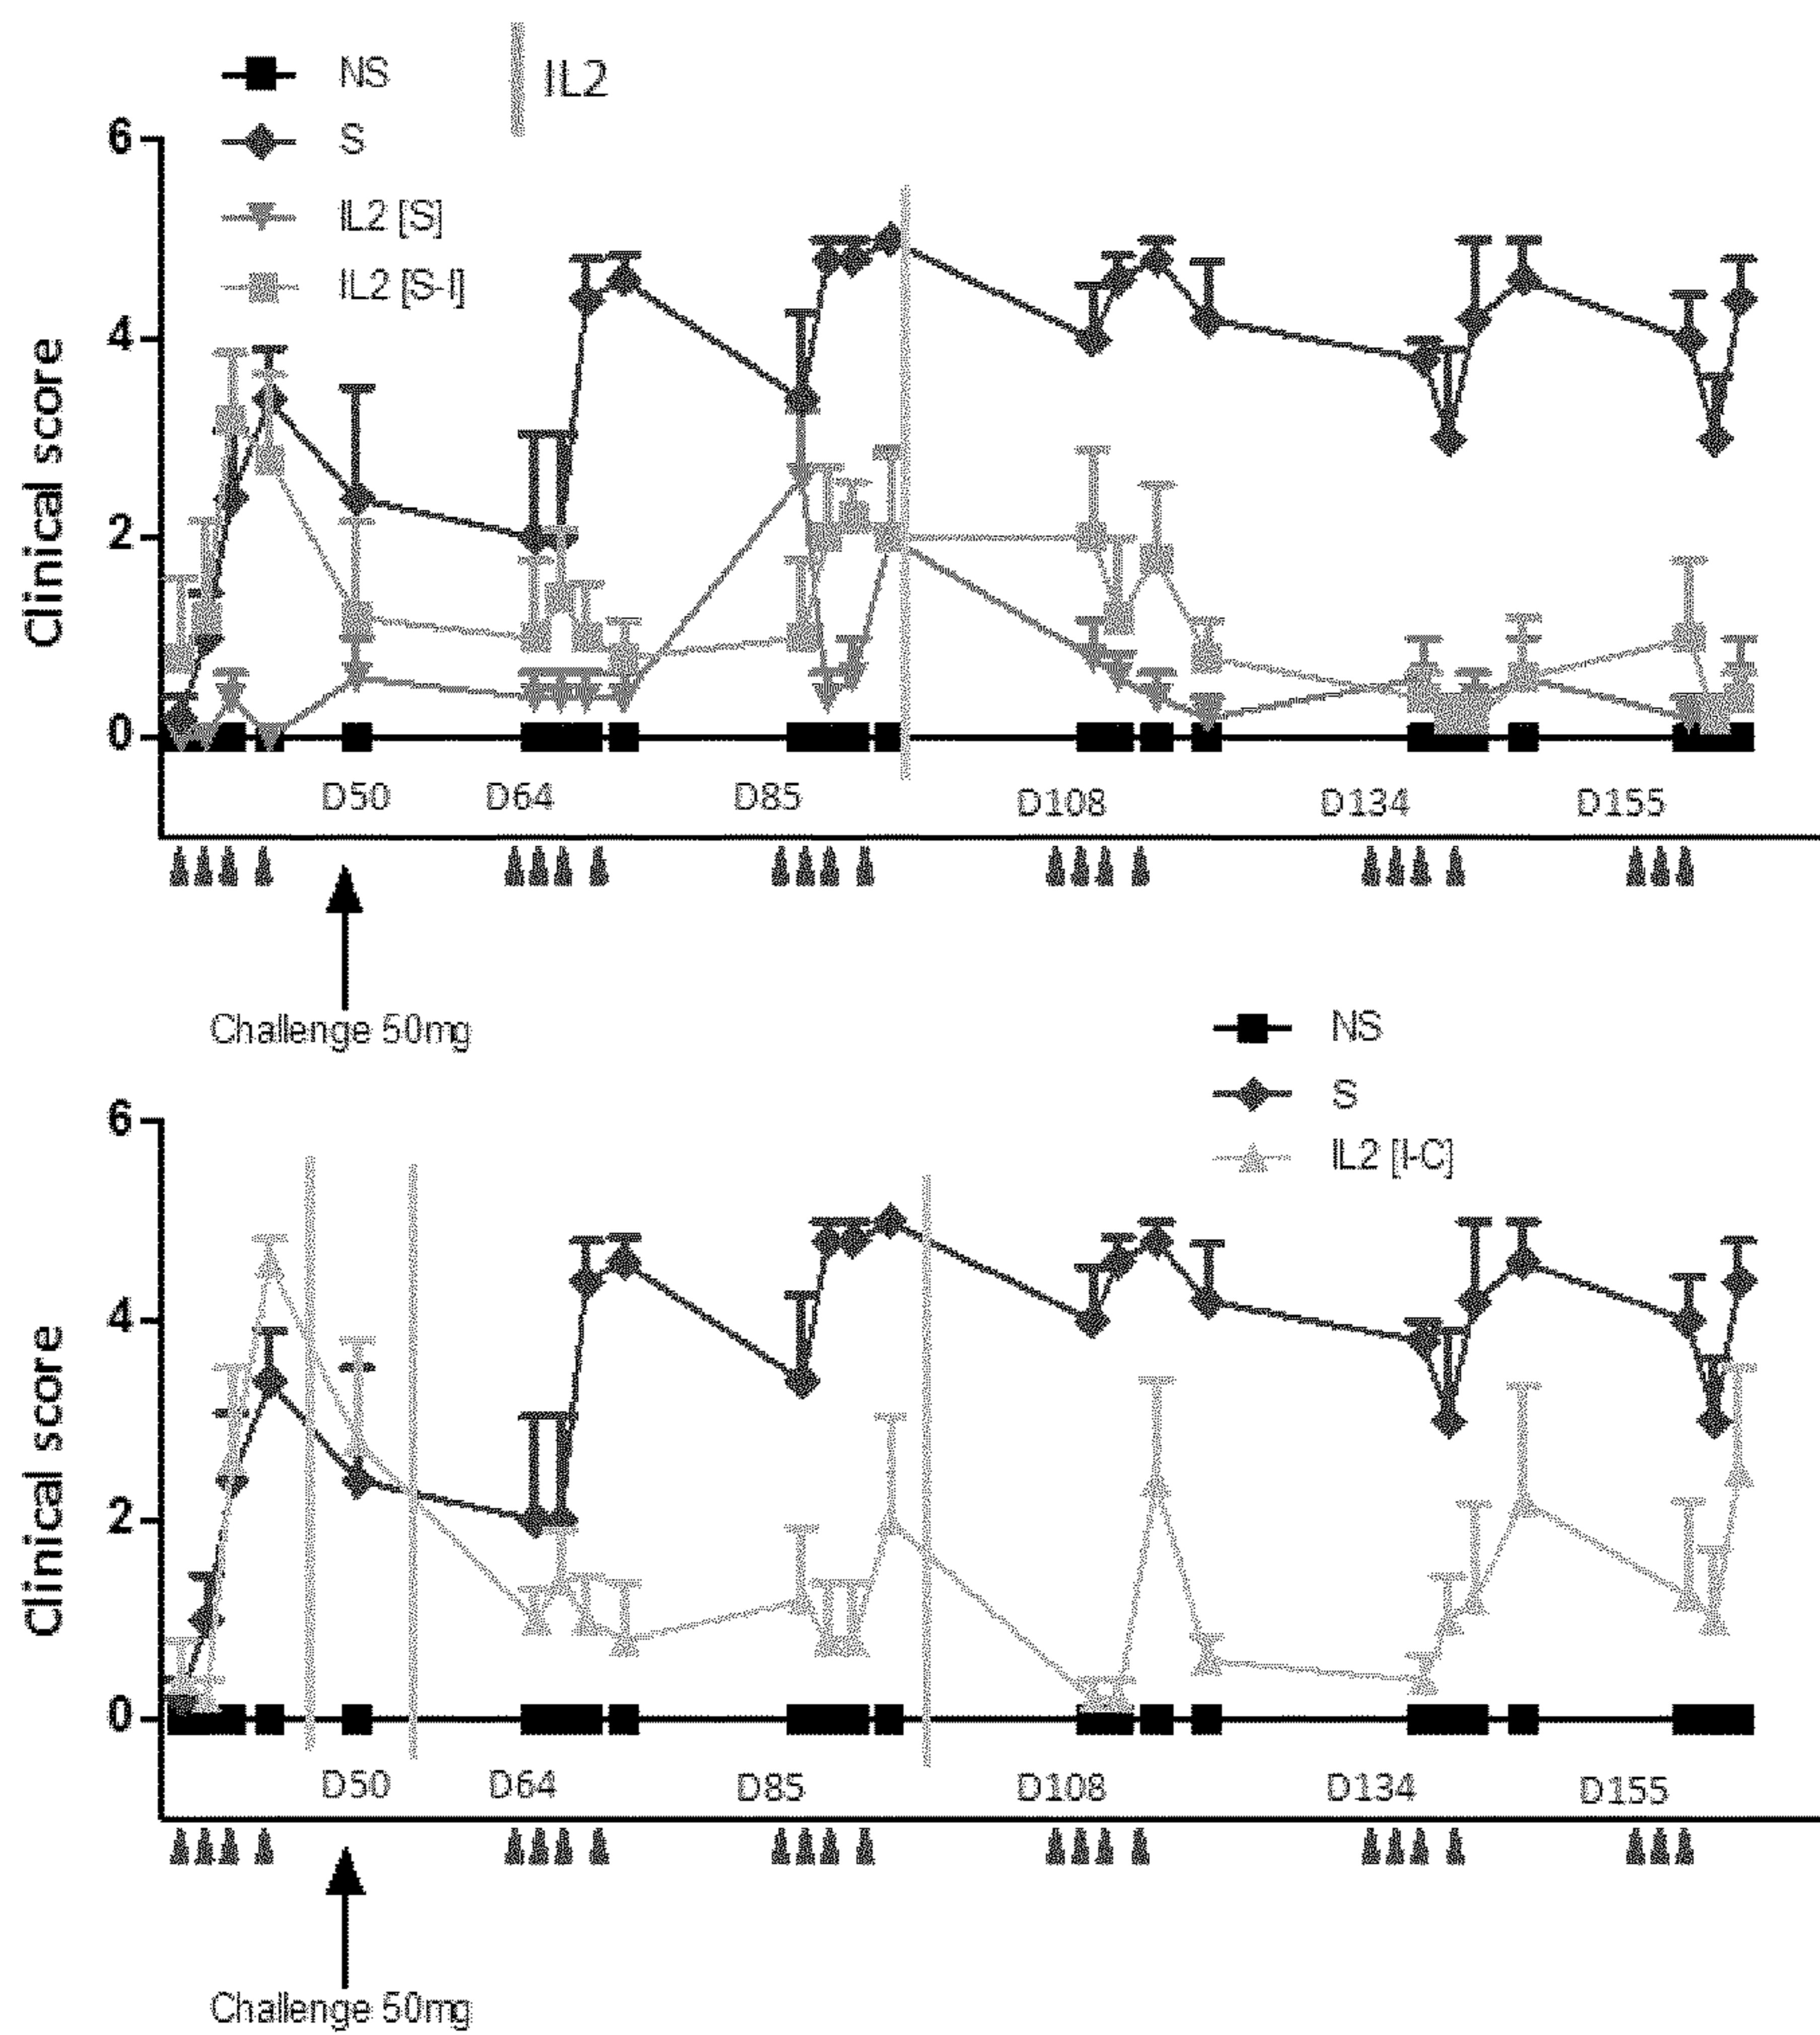 NS
IL2
S
IL2 [S]
IL2 [S-I]
Clinical score
6
4
2
0
D50 D64 D85 D108 D134 D155
Challenge 50mg
NS
S
IL2 [I-C]
Clinical score
6
4
2
0
D50 D64 D85 D108 D134 D155
Challenge 50mg